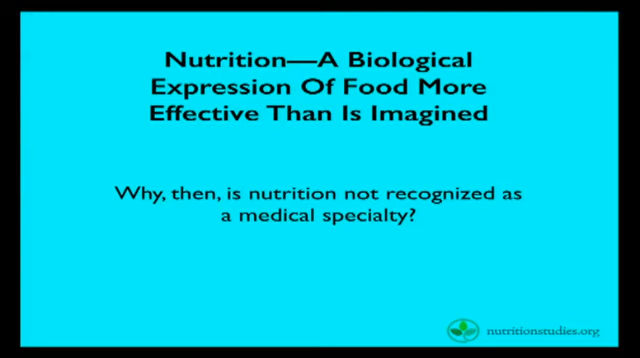 Nutrition—A Biological
Expression Of Food More
Effective Than Is Imagined
Why, then, is nutrition not recognized as
a medical specialty?
nutritionstudies.org